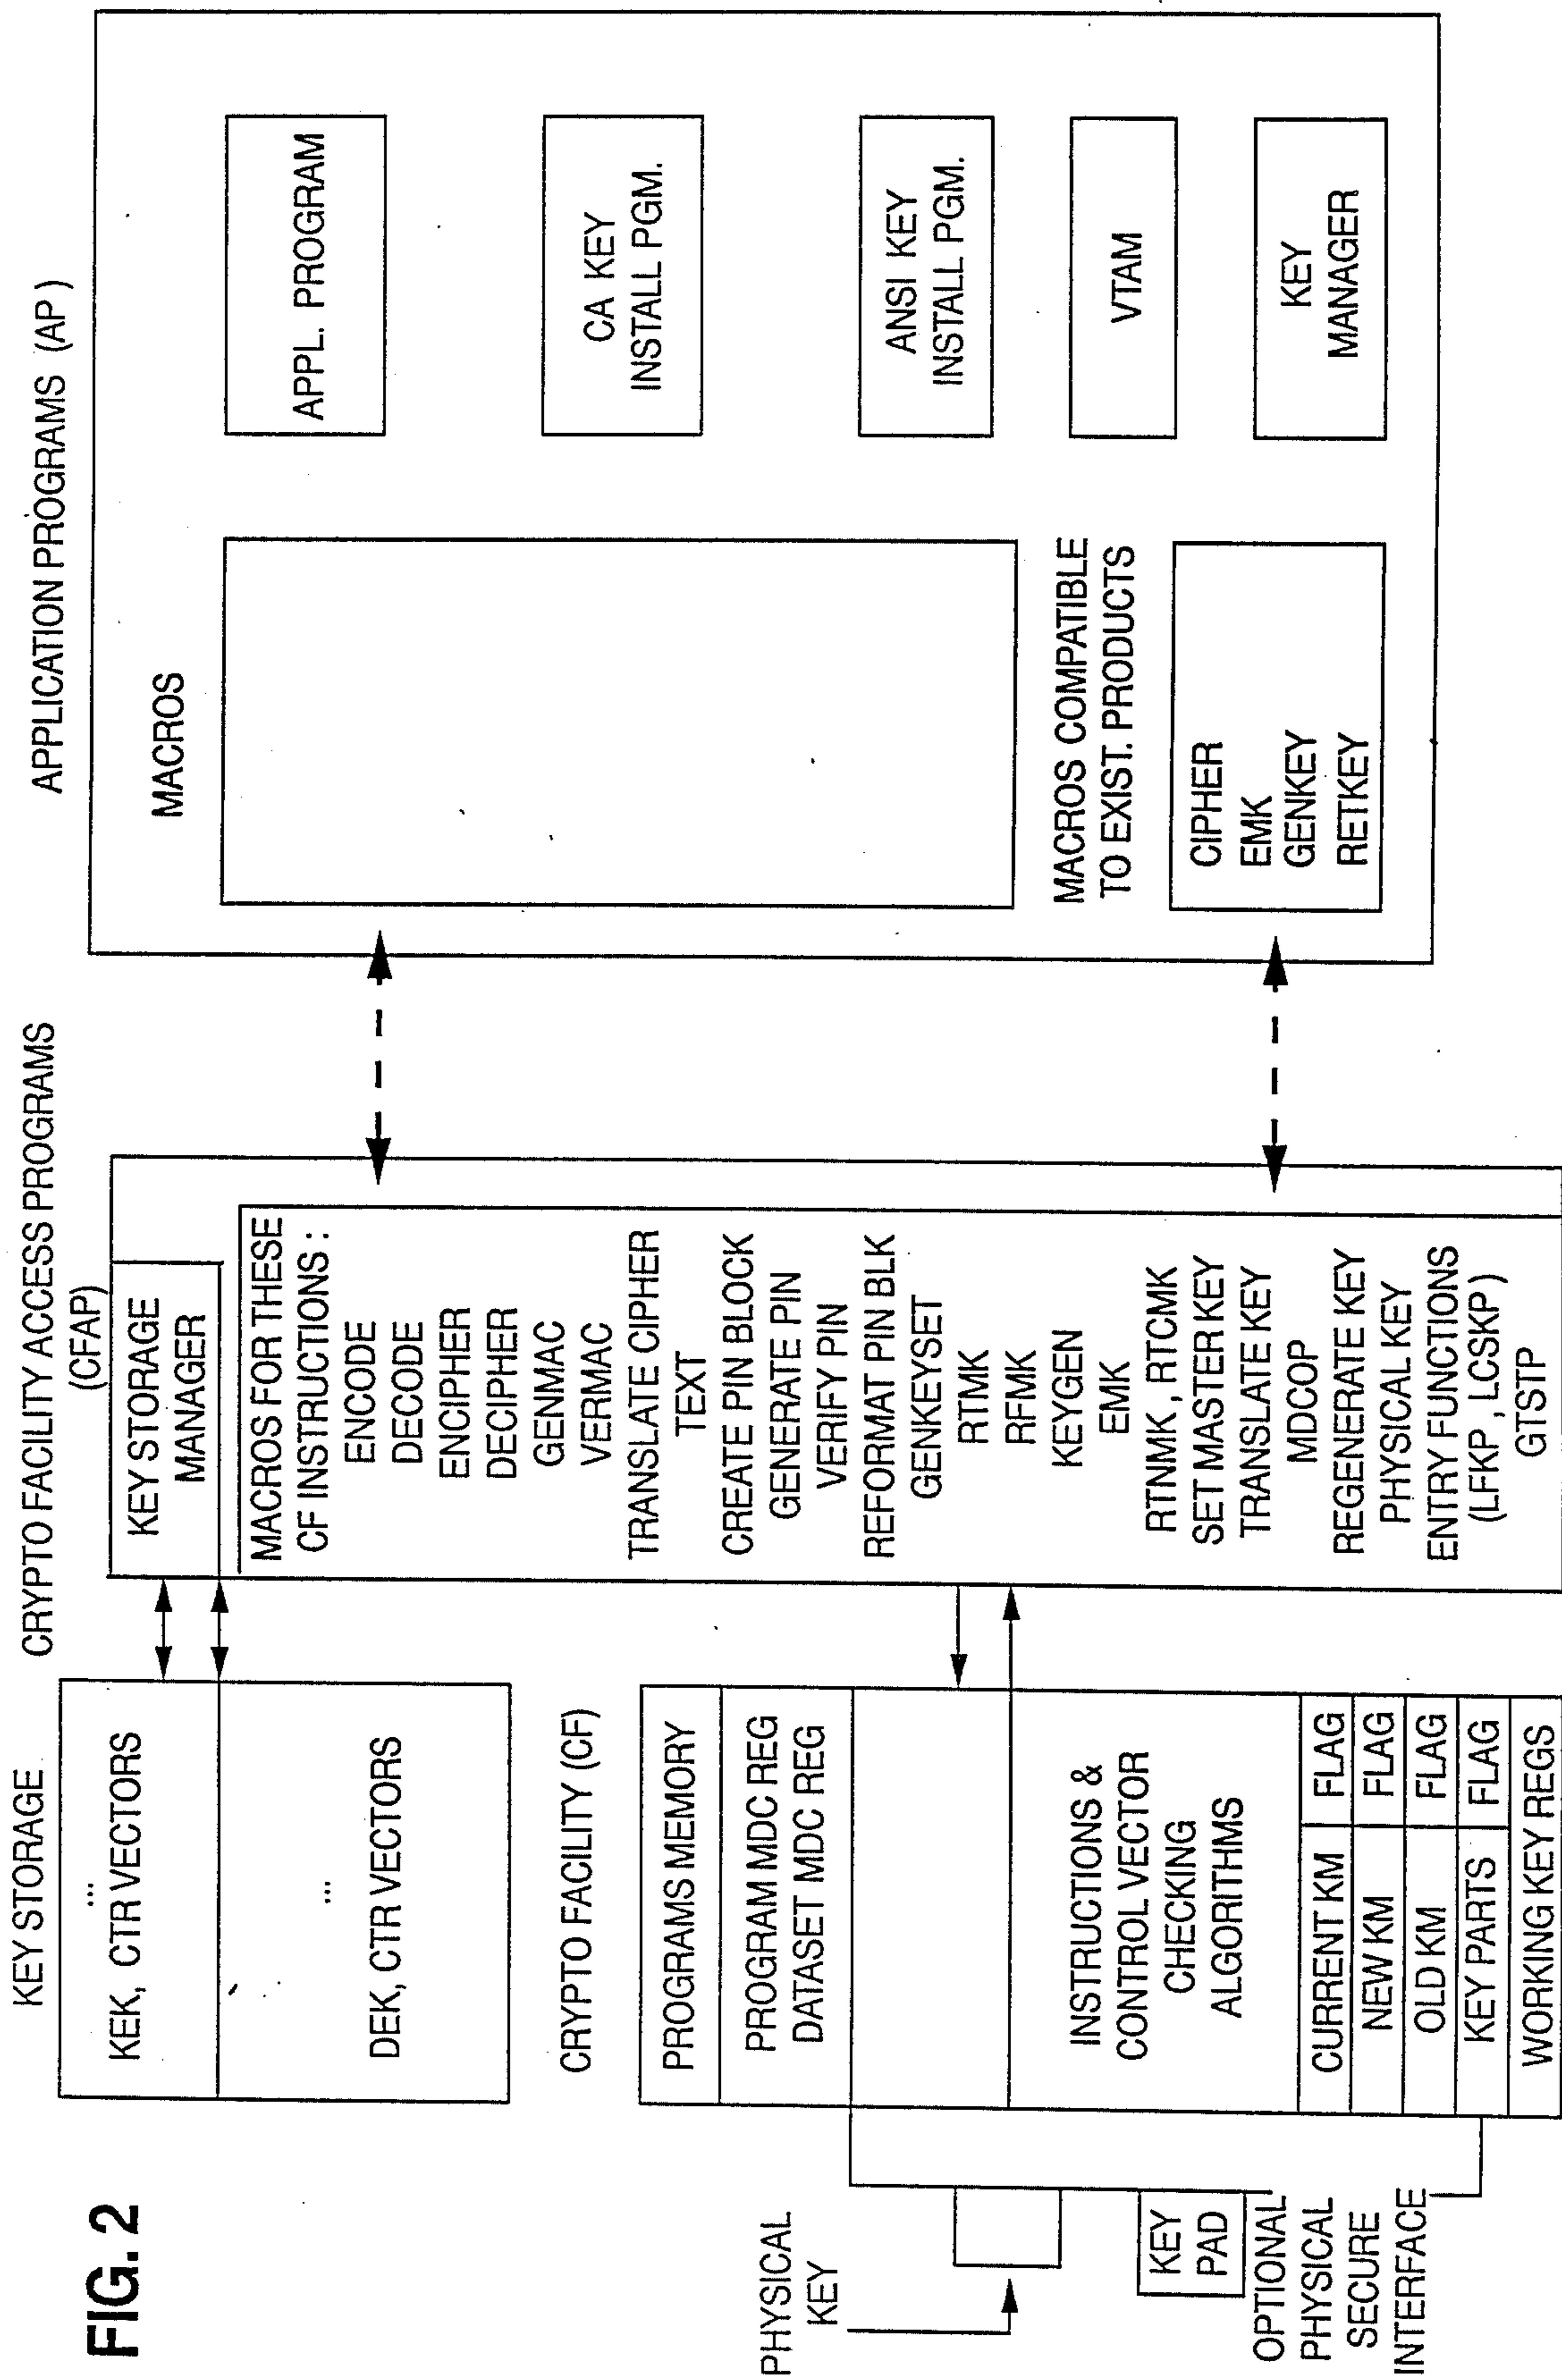 FIG. 2
KEY STORAGE
...
KEK, CTR VECTORS
...
DEK, CTR VECTORS
CRYPTO FACILITY (CF)
PROGRAMS MEMORY
PROGRAM MDC REG
DATASET MDC REG
INSTRUCTIONS &
CONTROL VECTOR
CHECKING
ALGORITHMS
CURRENT KM
FLAG
NEW KM
FLAG
OLD KM
FLAG
KEY PARTS
FLAG
WORKING KEY REGS
PHYSICAL
KEY
KEY
PAD
OPTIONAL
PHYSICAL
SECURE
INTERFACE
CRYPTO FACILITY ACCESS PROGRAMS
(CFAP)
KEY STORAGE
MANAGER
MACROS FOR THESE
CF INSTRUCTIONS :
ENCODE
DECODE
ENCIPHER
DECIPHER
GENMAC
VERMAC
TRANSLATE CIPHER
TEXT
CREATE PIN BLOCK
GENERATE PIN
VERIFY PIN
REFORMAT PIN BLK
GENKEYSET
RTMK
RFMK
KEYGEN
EMK
RTNMK , RTCMK
SET MASTER KEY
TRANSLATE KEY
MDCOP
REGENERATE KEY
PHYSICAL KEY
ENTRY FUNCTIONS
(LFKP , LCSKP)
GTSTP
APPLICATION PROGRAMS (AP)
MACROS
MACROS COMPATIBLE
TO EXIST. PRODUCTS
CIPHER
EMK
GENKEY
RETKEY
APPL. PROGRAM
CA KEY
INSTALL PGM.
ANSI KEY
INSTALL PGM.
VTAM
KEY
MANAGER